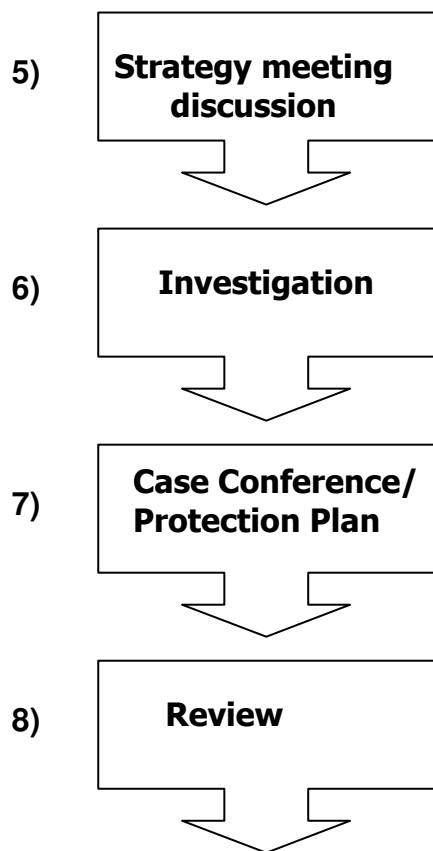 5) Strategy meeting
discussion
6) Investigation
7) Case Conference/
Protection Plan
8) Review